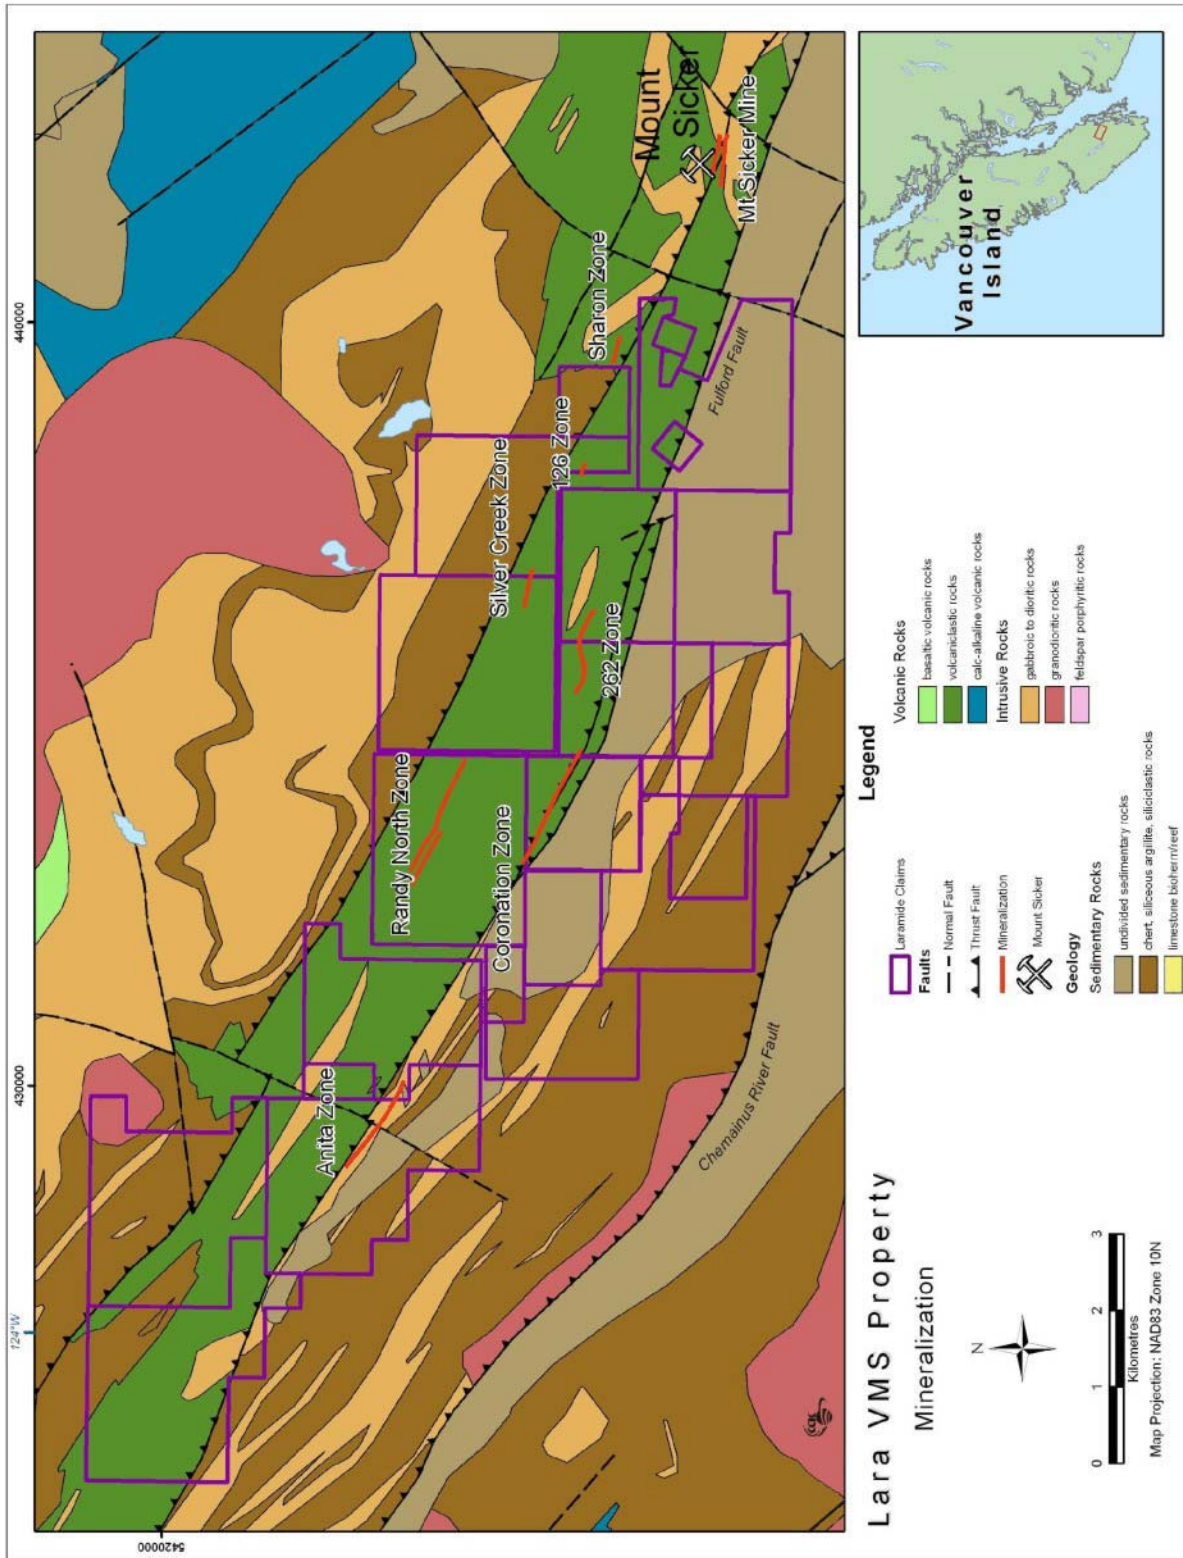 440000
430000
124°W
5420000
Mount
Sicker
Mt Sicker Mine
Sharon Zone
126 Zone
Silver Creek Zone
262 Zone
Randy North Zone
Coronation Zone
Anita Zone
Fulford Fault
Chemainus River Fault
Lara VMS Property
Mineralization
N
0 1 2 3
Kilometres
Map Projection: NAD83 Zone 10N
Legend
Laramide Claims
Faults
Normal Fault
Thrust Fault
Mineralization
Mount Sicker
Geology
Sedimentary Rocks
undivided sedimentary rocks
chert, siliceous argillite, siliciclastic rocks
limestone bioherm/reef
Volcanic Rocks
basaltic volcanic rocks
volcaniclastic rocks
calc-alkaline volcanic rocks
Intrusive Rocks
gabbroic to dioritic rocks
granodioritic rocks
feldspar porphyritic rocks
Vancouver
Island